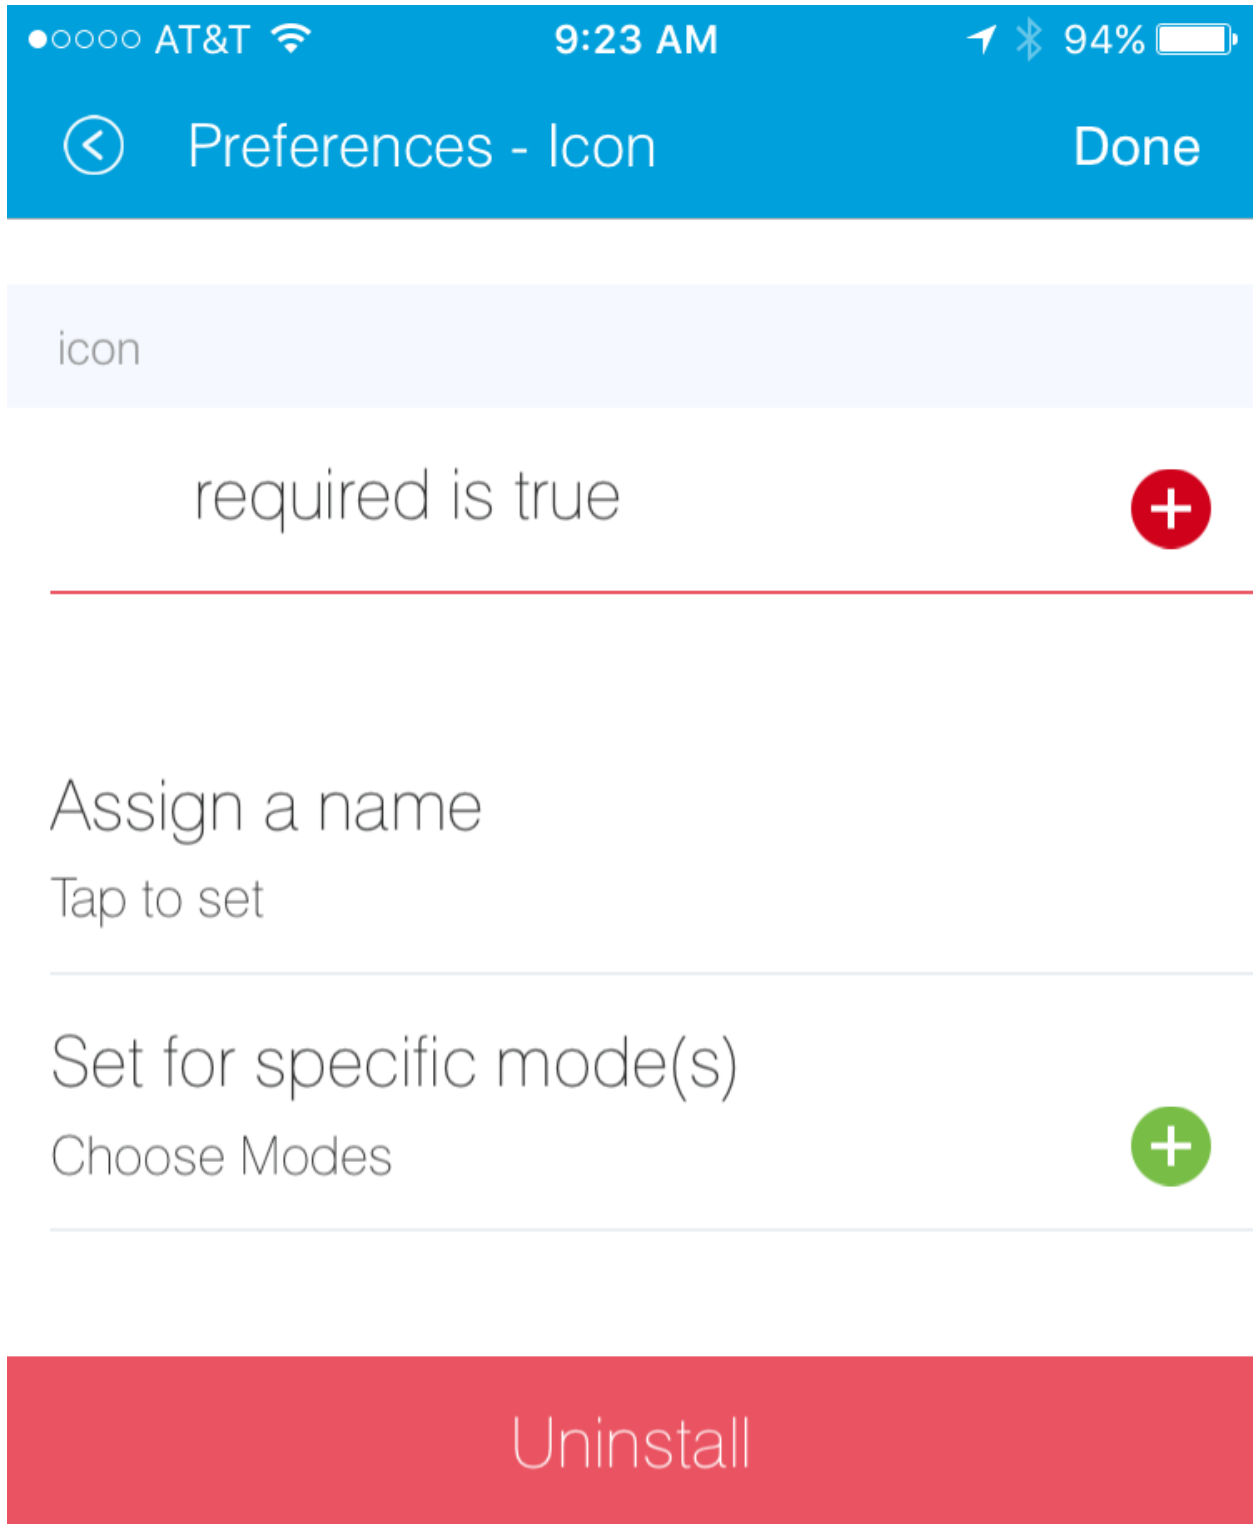 AT&T 9:23 AM 94%
Preferences - Icon Done
icon
required is true
Assign a name
Tap to set
Set for specific mode(s)
Choose Modes
Uninstall